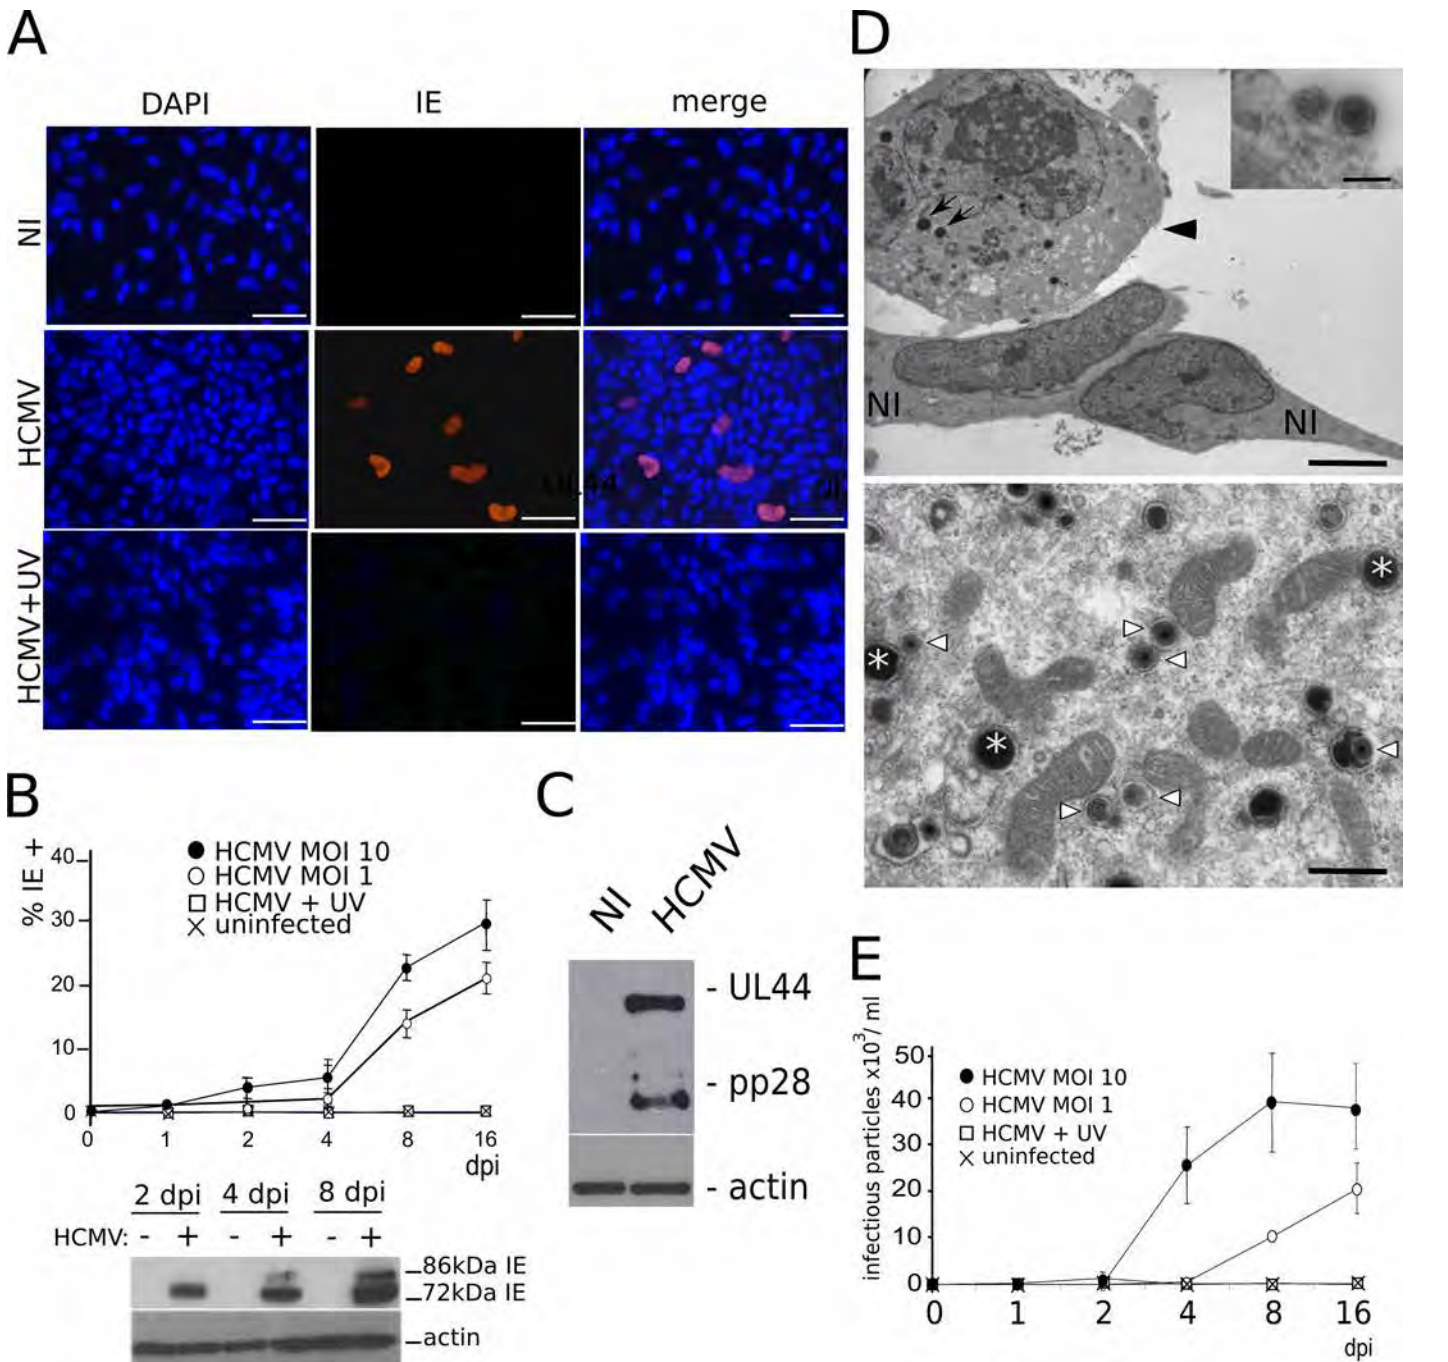 A
DAPI IE merge
NI
HCMV
UL44
HCMV+UV
B
% IE +
40
30
20
10
0
HCMV MOI 10
HCMV MOI 1
HCMV + UV
uninfected
0 1 2 4 8 16
dpi
2 dpi 4 dpi 8 dpi
HCMV: - + - + - +
86kDa IE
72kDa IE
actin
C
NI HCMV
- UL44
- pp28
- actin
D
NI NI
* * *
E
infectious particles x10³/ ml
50
40
30
20
10
0
HCMV MOI 10
HCMV MOI 1
HCMV + UV
uninfected
0 1 2 4 8 16
dpi